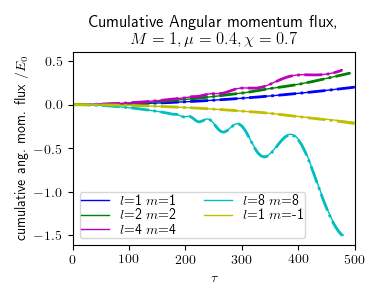 Cumulative Angular momentum flux,
M = 1, μ = 0.4, χ = 0.7
cumulative ang. mom. flux /E₀
0.5
0.0
−0.5
−1.0
−1.5
l=1 m=1
l=2 m=2
l=4 m=4
l=8 m=8
l=1 m=-1
0 100 200 300 400 500
τ